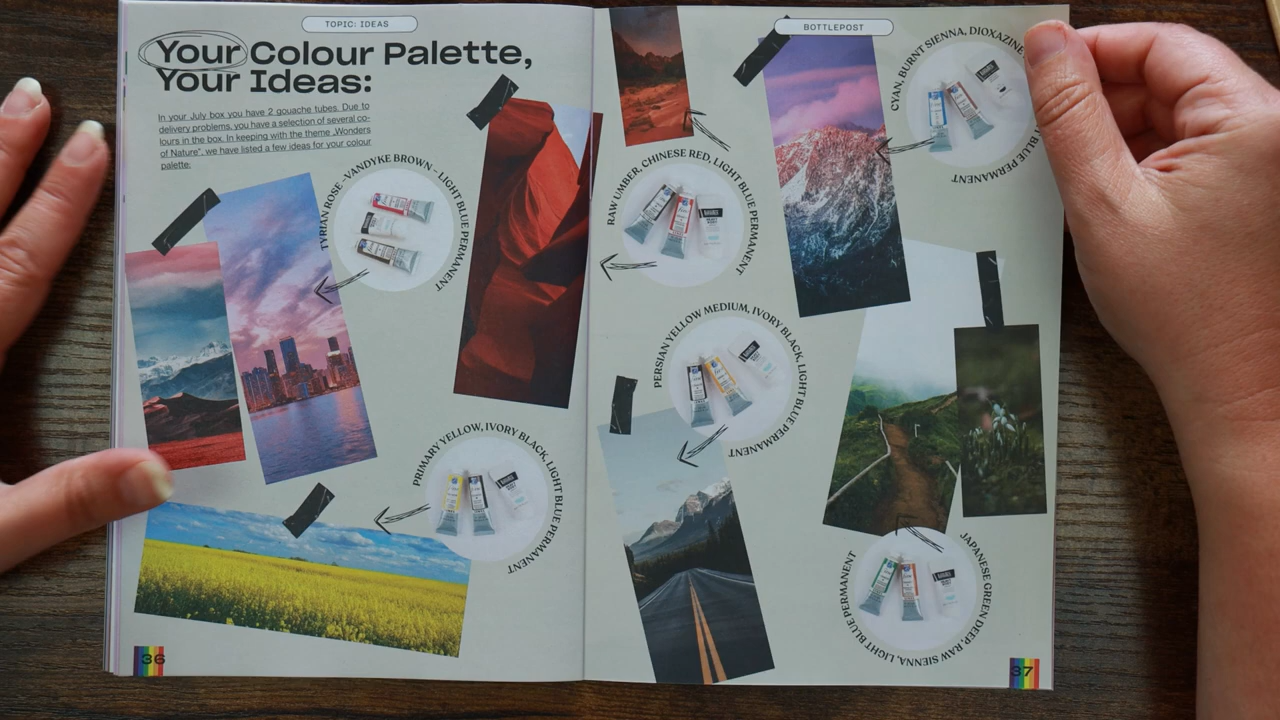 TOPIC: IDEAS
Your Colour Palette,
Your Ideas:
In your July box you have 2 gouache tubes. Due to
delivery problems, you have a selection of several co-
lours in the box. In keeping with the theme „Wonders
of Nature", we have listed a few ideas for your colour
palette:
TYRIAN ROSE - VANDYKE BROWN - LIGHT BLUE PERMANENT
PRIMARY YELLOW, IVORY BLACK, LIGHT BLUE PERMANENT
36
BOTTLEPOST
CYAN, BURNT SIENNA, DIOXAZINE
BLUE PERMANENT
RAW UMBER, CHINESE RED, LIGHT BLUE PERMANENT
PERSIAN YELLOW MEDIUM, IVORY BLACK, LIGHT BLUE PERMANENT
JAPANESE GREEN DEEP, RAW SIENNA, LIGHT BLUE PERMANENT
37